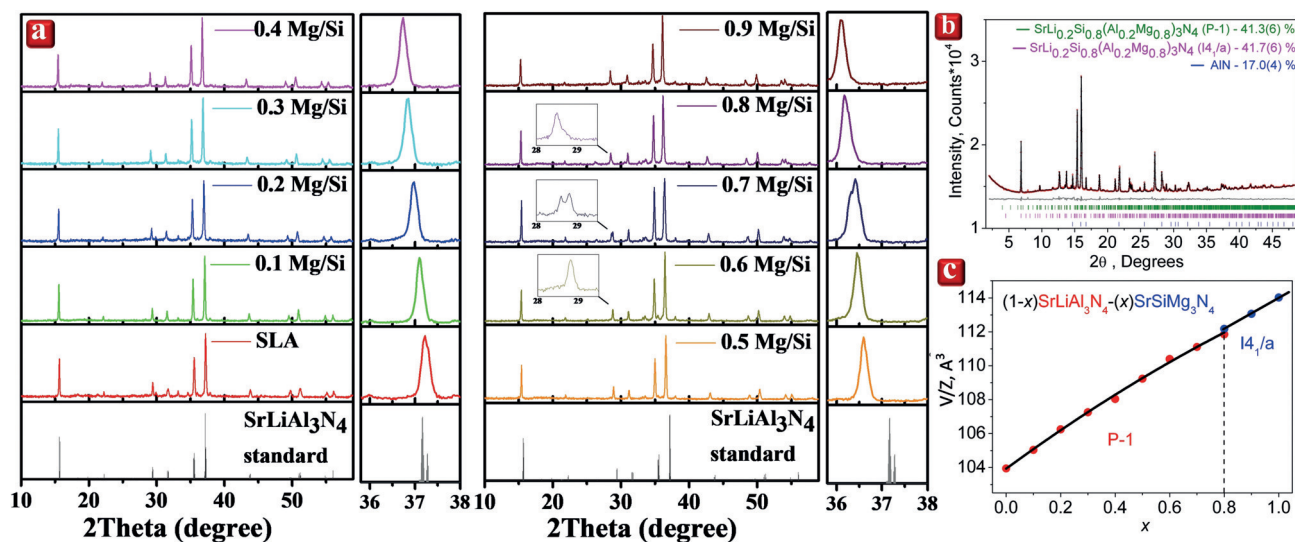 a
0.4 Mg/Si
0.3 Mg/Si
0.2 Mg/Si
0.1 Mg/Si
SLA
SrLiAl₃N₄
standard
10 20 30 40 50
36 37 38
2Theta (degree)
0.9 Mg/Si
0.8 Mg/Si
28 29
0.7 Mg/Si
28 29
0.6 Mg/Si
28 29
0.5 Mg/Si
SrLiAl₃N₄
standard
10 20 30 40 50
36 37 38
2Theta (degree)
b
SrLi₀.₂Si₀.₈(Al₀.₂Mg₀.₈)₃N₄ (P-1) - 41.3(6) %
SrLi₀.₂Si₀.₈(Al₀.₂Mg₀.₈)₃N₄ (I4₁/a) - 41.7(6) %
AlN - 17.0(4) %
Intensity, Counts*10⁴
3
2
1
5 10 15 20 25 30 35 40 45
2θ , Degrees
c
(1-x)SrLiAl₃N₄-(x)SrSiMg₃N₄
I4₁/a
P-1
V/Z, Å³
114
112
110
108
106
104
0.0 0.2 0.4 0.6 0.8 1.0
x